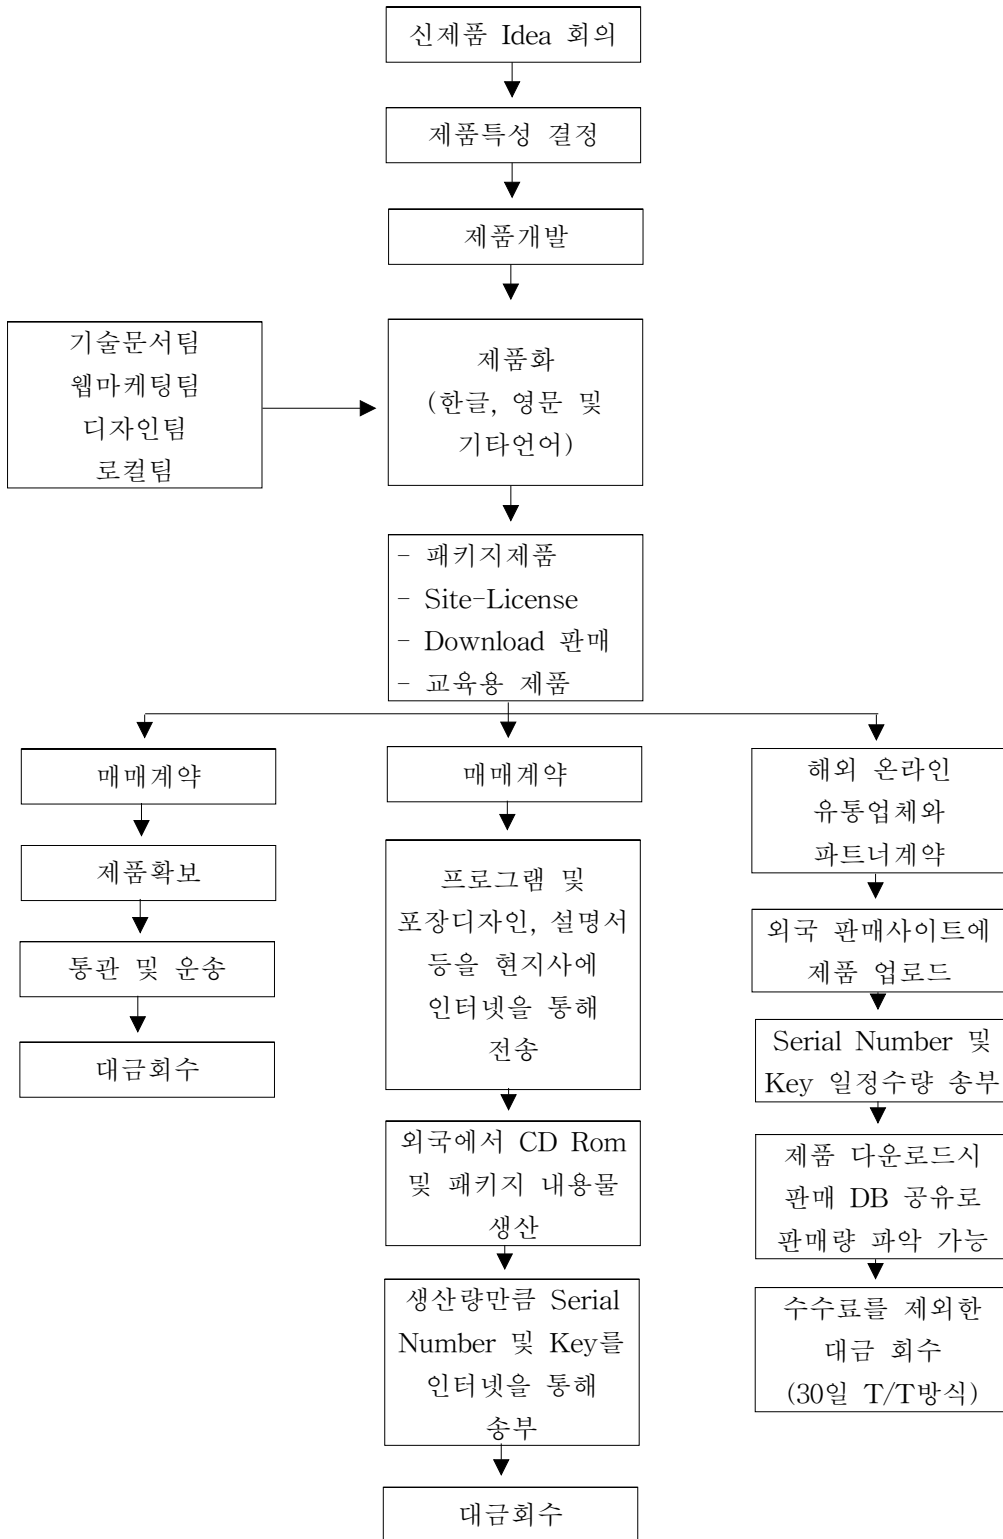 신제품 Idea 회의
제품특성 결정
제품개발
기술문서팀
웹마케팅팀
디자인팀
로컬팀
제품화
(한글, 영문 및
기타언어)
- 패키지제품
- Site-License
- Download 판매
- 교육용 제품
매매계약
제품확보
통관 및 운송
대금회수
매매계약
프로그램 및
포장디자인, 설명서
등을 현지사에
인터넷을 통해
전송
외국에서 CD Rom
및 패키지 내용물
생산
생산량만큼 Serial
Number 및 Key를
인터넷을 통해
송부
대금회수
해외 온라인
유통업체와
파트너계약
외국 판매사이트에
제품 업로드
Serial Number 및
Key 일정수량 송부
제품 다운로드시
판매 DB 공유로
판매량 파악 가능
수수료를 제외한
대금 회수
(30일 T/T방식)